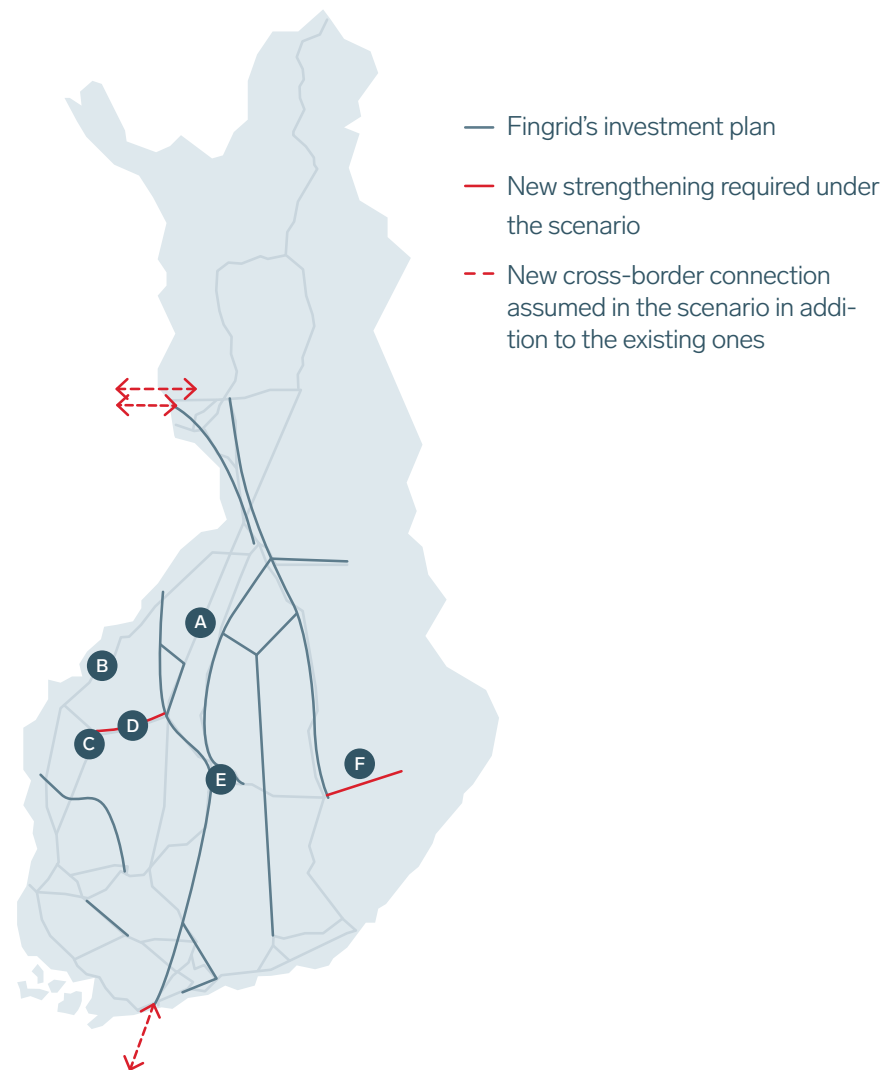 Fingrid’s investment plan
New strengthening required under
the scenario
New cross-border connection
assumed in the scenario in addi-
tion to the existing ones
A
B
C
D
E
F